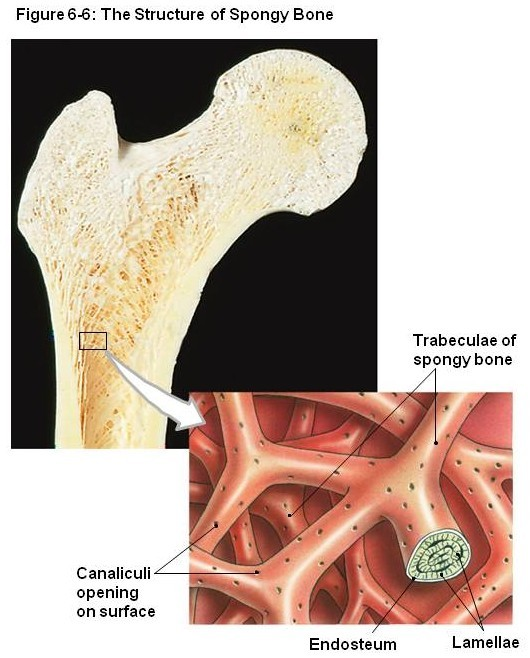 Figure 6-6: The Structure of Spongy Bone
Trabeculae of
spongy bone
Canaliculi
opening
on surface
Endosteum
Lamellae